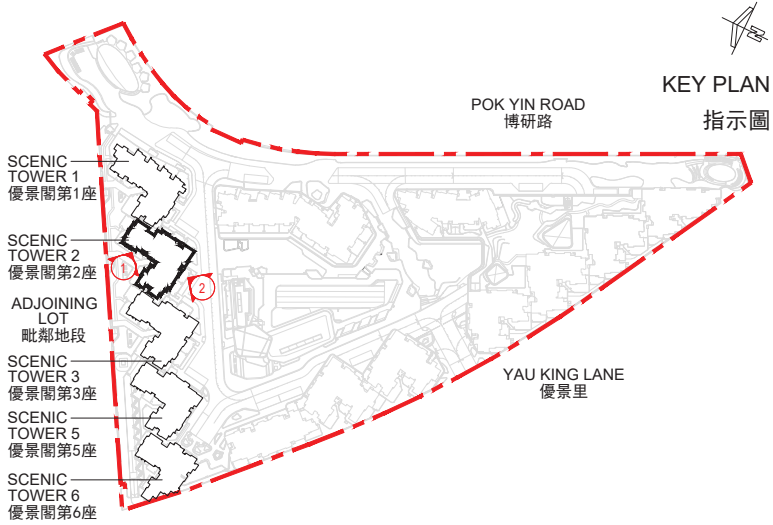 KEY PLAN
指示圖
POK YIN ROAD
博研路
SCENIC
TOWER 1
優景閣第1座
SCENIC
TOWER 2
優景閣第2座
1
2
ADJOINING
LOT
毗鄰地段
SCENIC
TOWER 3
優景閣第3座
YAU KING LANE
優景里
SCENIC
TOWER 5
優景閣第5座
SCENIC
TOWER 6
優景閣第6座